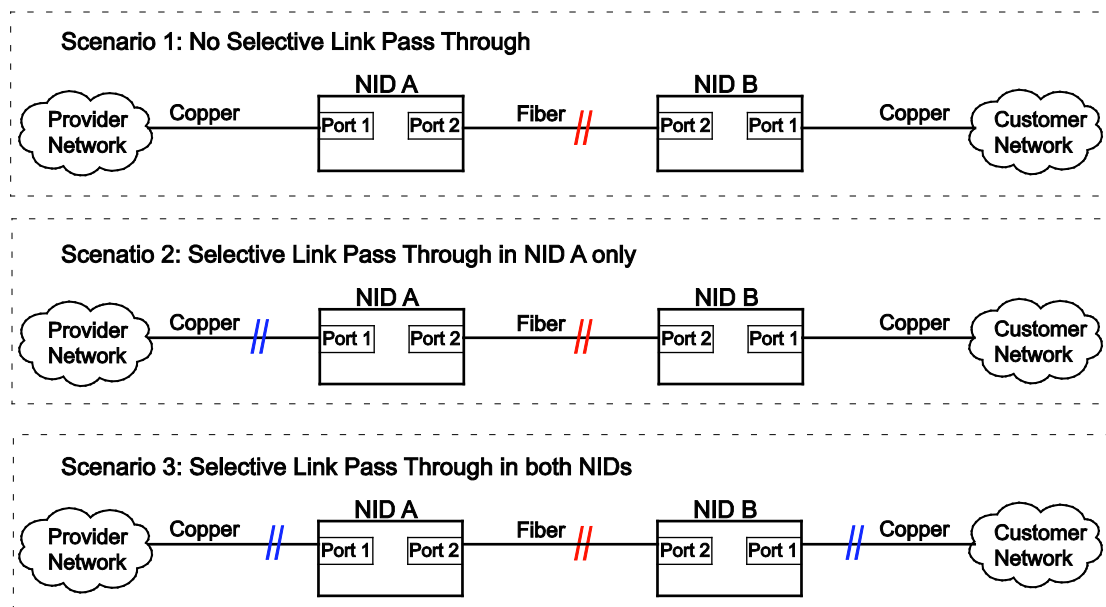 Scenario 1: No Selective Link Pass Through
NID A
NID B
Provider
Network
Copper
Port 1
Port 2
Fiber
Port 2
Port 1
Copper
Customer
Network
Scenatio 2: Selective Link Pass Through in NID A only
NID A
NID B
Provider
Network
Copper
Port 1
Port 2
Fiber
Port 2
Port 1
Copper
Customer
Network
Scenario 3: Selective Link Pass Through in both NIDs
NID A
NID B
Provider
Network
Copper
Port 1
Port 2
Fiber
Port 2
Port 1
Copper
Customer
Network